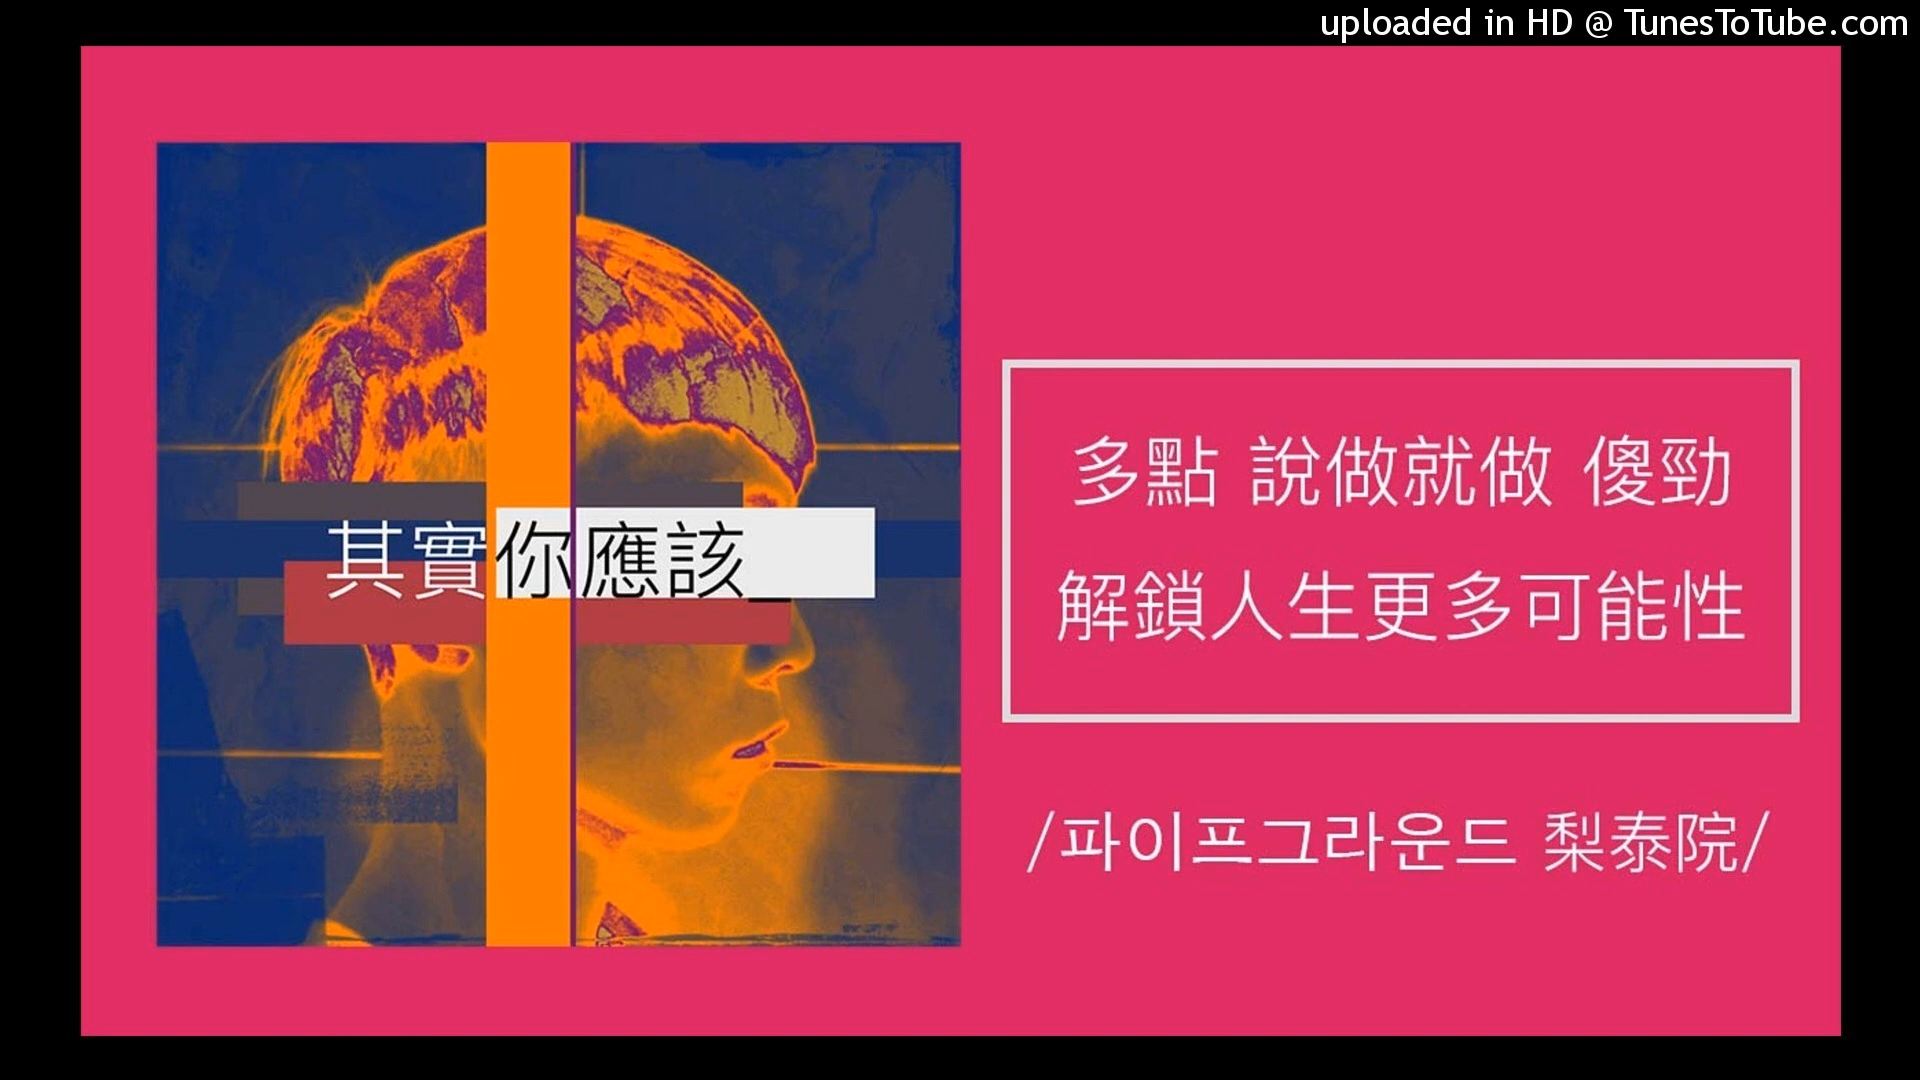 uploaded in HD @ TunesToTube.com
其實你應該_
多點 說做就做 傻勁
解鎖人生更多可能性
/파이프그라운드 梨泰院/